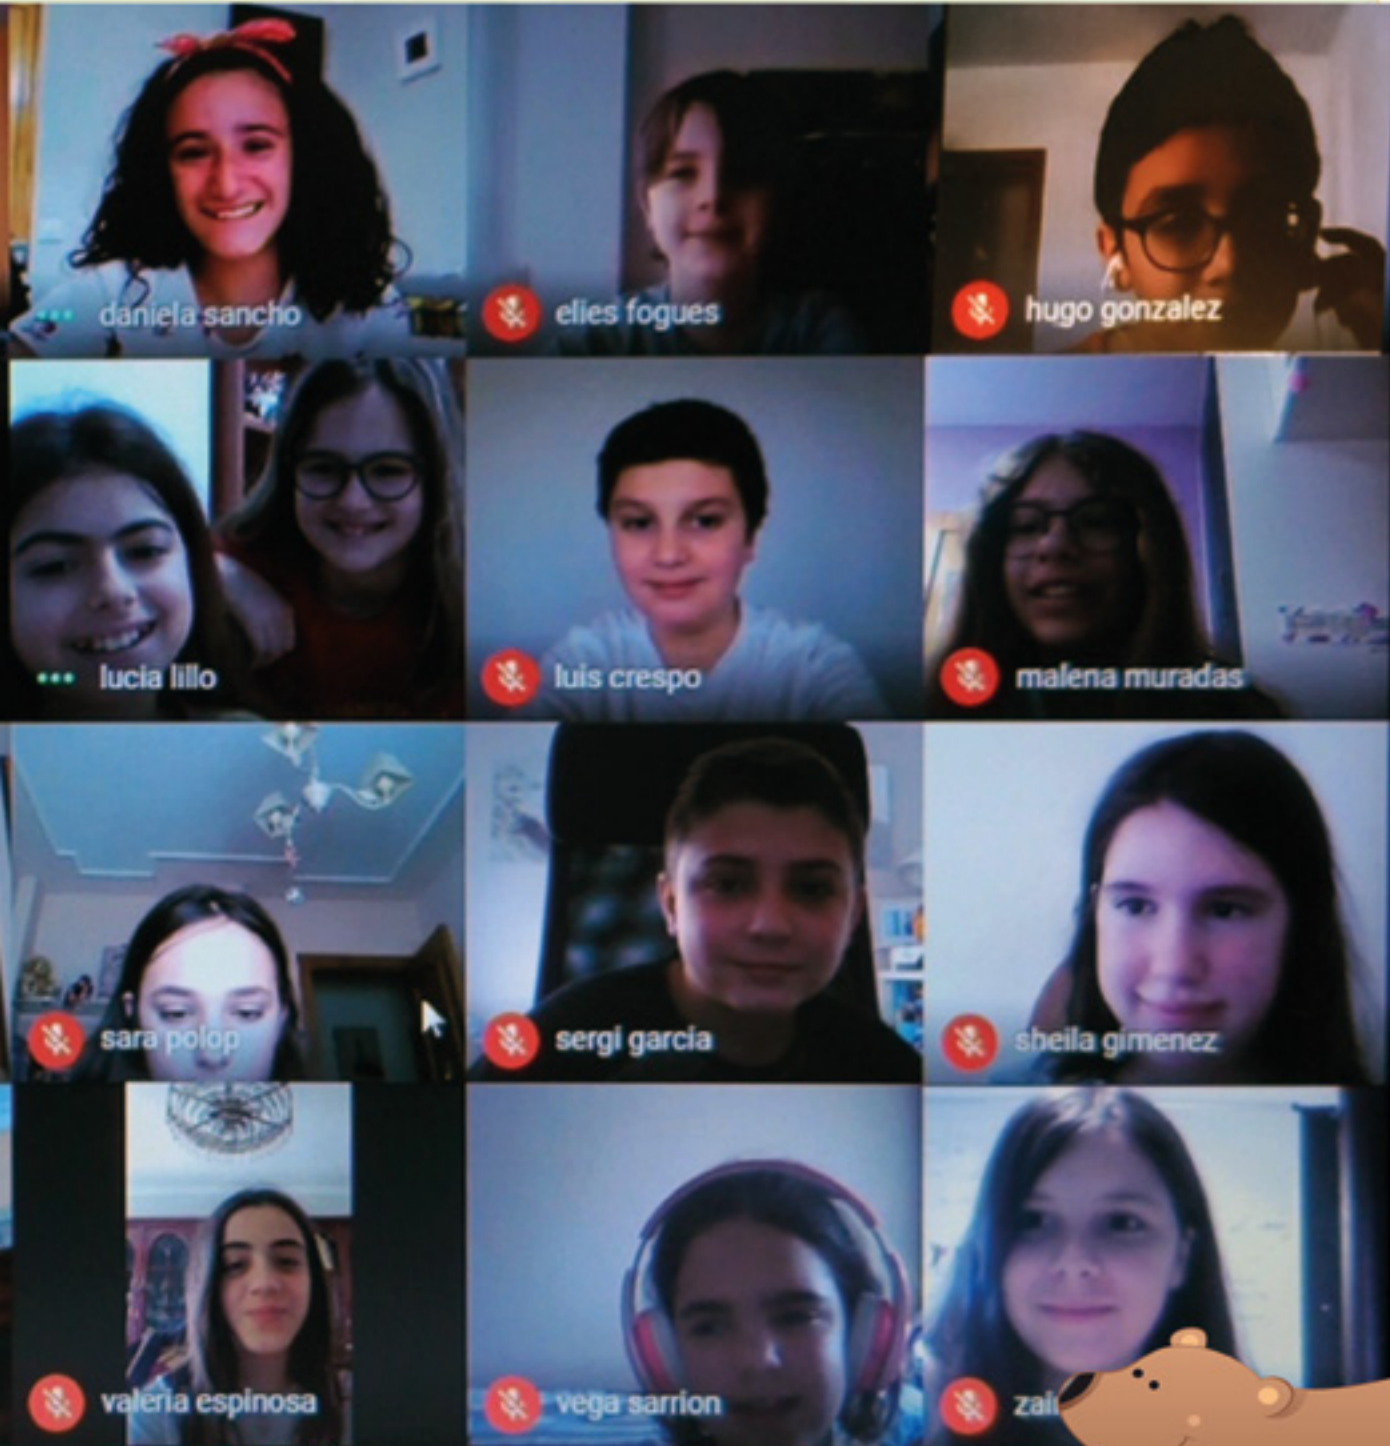 daniela sancho
elies fogues
hugo gonzalez
lucia lillo
luis crespo
malena muradas
sara polop
sergi garcía
sheila gimenez
valeria espinosa
vega sarrion